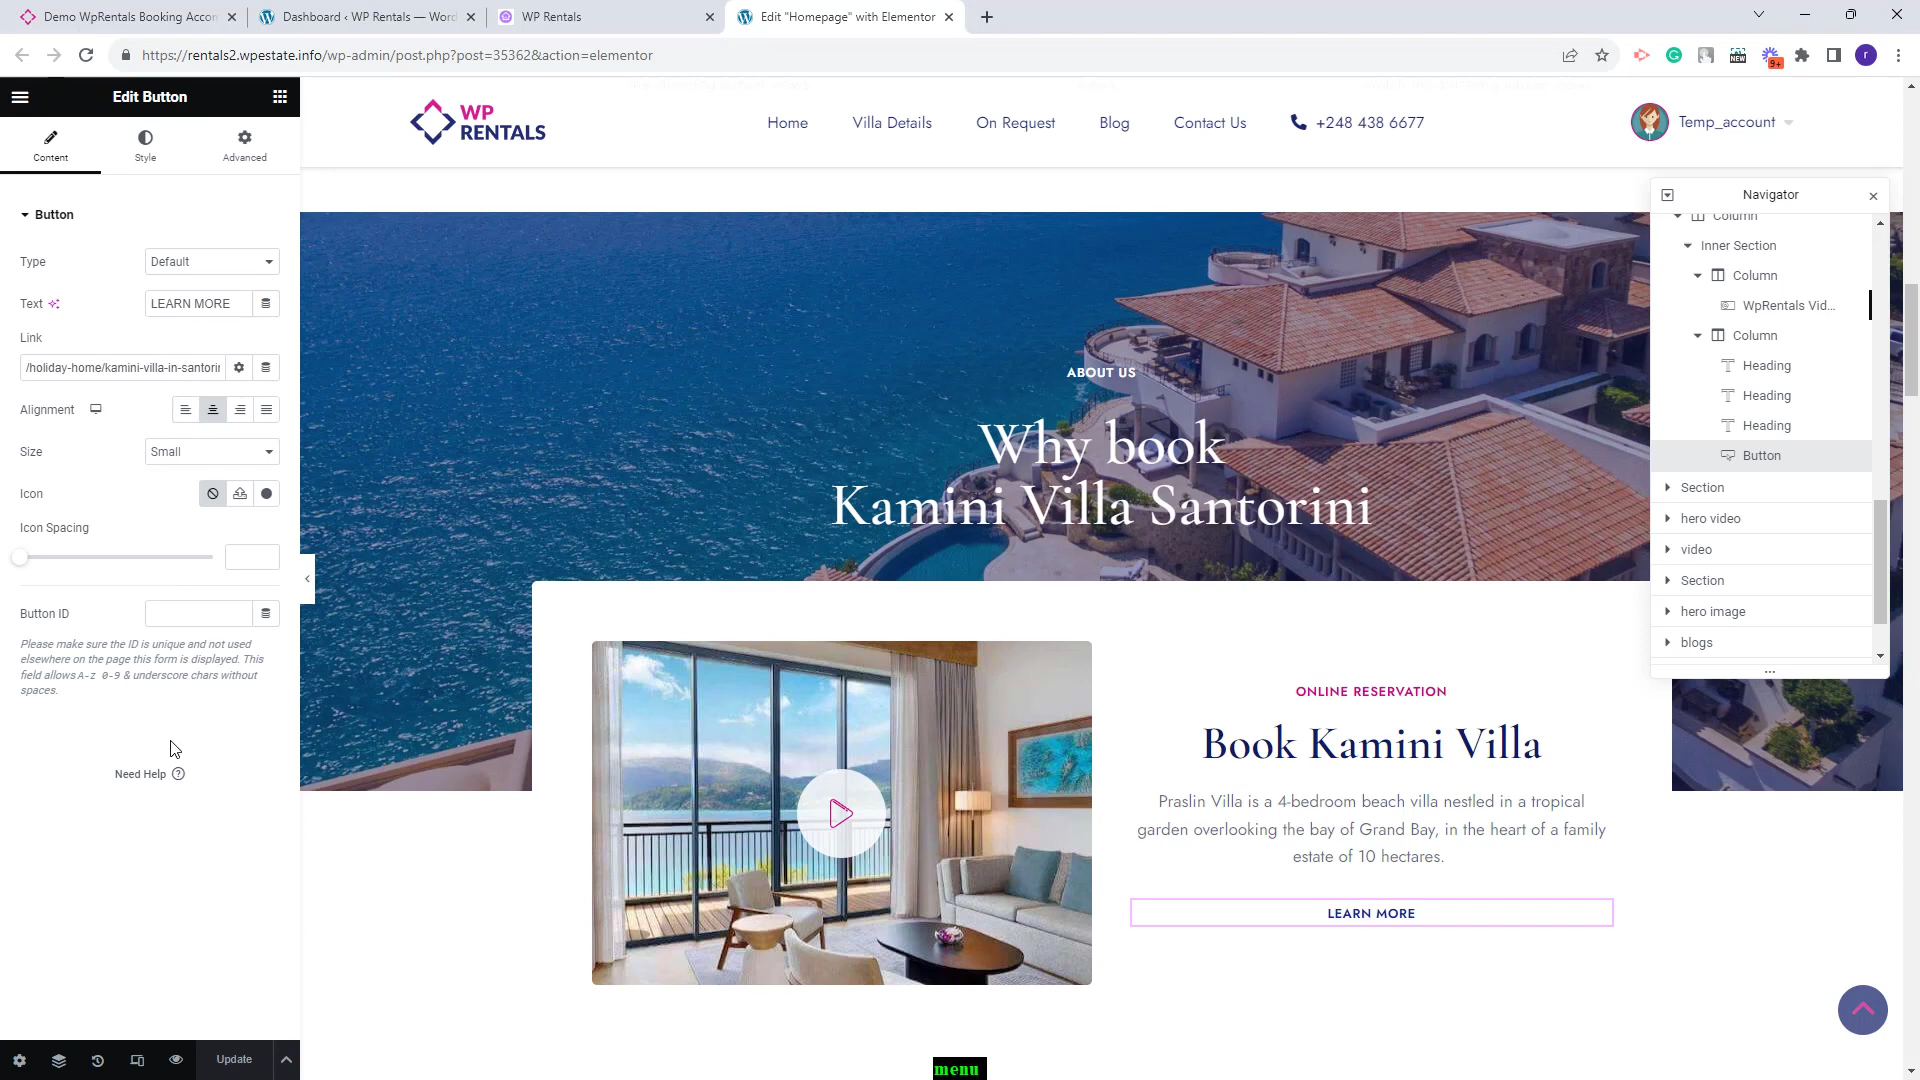 Demo WpRentals Booking Accom
Dashboard ‹ WP Rentals — Word
WP Rentals
Edit "Homepage" with Elementor
https://rentals2.wpestate.info/wp-admin/post.php?post=35362&action=elementor
NEW
9+
r
Edit Button
Content
Style
Advanced
Button
Type
Default
Text
LEARN MORE
Link
/holiday-home/kamini-villa-in-santorin
Alignment
Size
Small
Icon
Icon Spacing
Button ID
Please make sure the ID is unique and not used
elsewhere on the page this form is displayed. This
field allows A-z 0-9 & underscore chars without
spaces.
Need Help
Update
WP
RENTALS
Home
Villa Details
On Request
Blog
Contact Us
+248 438 6677
Temp_account
ABOUT US
Why book
Kamini Villa Santorini
ONLINE RESERVATION
Book Kamini Villa
Praslin Villa is a 4-bedroom beach villa nestled in a tropical
garden overlooking the bay of Grand Bay, in the heart of a family
estate of 10 hectares.
LEARN MORE
Navigator
Column
Inner Section
Column
WpRentals Vid...
Column
Heading
Heading
Heading
Button
Section
hero video
video
Section
hero image
blogs
menu